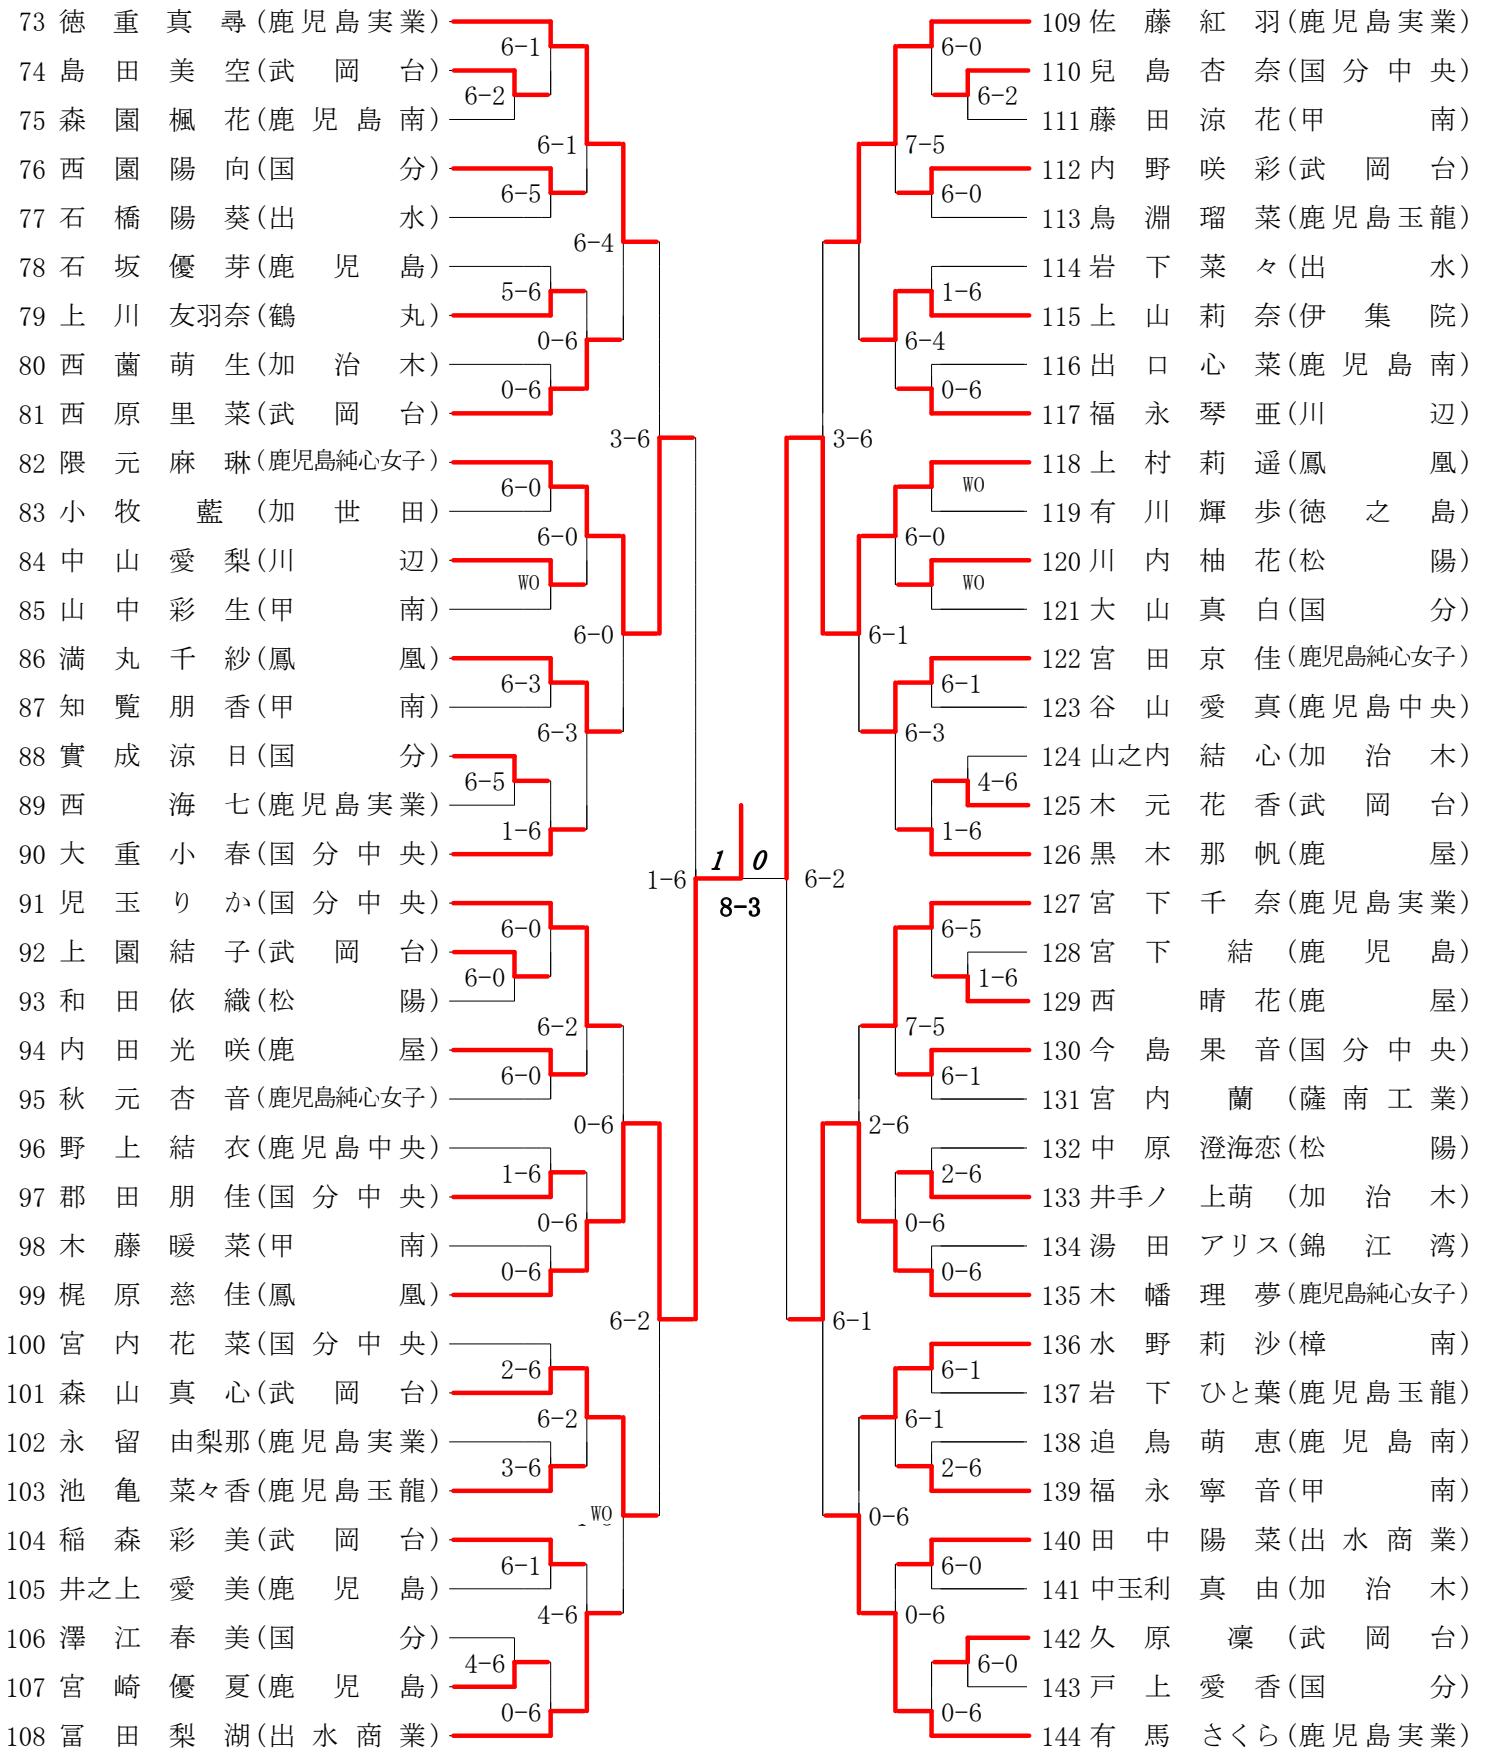 73 徳重真尋(鹿児島実業)
74 島田美空(武岡台)
75 森園楓花(鹿児島南)
76 西園陽向(国分)
77 石橋陽葵(出水)
78 石坂優芽(鹿児島)
79 上川友羽奈(鶴丸)
80 西薗萌生(加治木)
81 西原里菜(武岡台)
82 隈元麻琳(鹿児島純心女子)
83 小牧藍(加世田)
84 中山愛梨(川辺)
85 山中彩生(甲南)
86 満丸千紗(鳳凰)
87 知覧朋香(甲南)
88 實成涼日(国分)
89 西海七(鹿児島実業)
90 大重小春(国分中央)
91 児玉りか(国分中央)
92 上園結子(武岡台)
93 和田依織(松陽)
94 内田光咲(鹿屋)
95 秋元杏音(鹿児島純心女子)
96 野上結衣(鹿児島中央)
97 郡田朋佳(国分中央)
98 木藤暖菜(甲南)
99 梶原慈佳(鳳凰)
100 宮内花菜(国分中央)
101 森山真心(武岡台)
102 永留由梨那(鹿児島実業)
103 池亀菜々香(鹿児島玉龍)
104 稲森彩美(武岡台)
105 井之上愛美(鹿児島)
106 澤江春美(国分)
107 宮崎優夏(鹿児島)
108 冨田梨湖(出水商業)
6-1
6-2
6-1
6-5
6-4
5-6
0-6
0-6
3-6
6-0
6-0
WO
6-0
6-3
6-3
6-5
1-6
1-6
6-0
6-0
6-2
6-0
0-6
1-6
0-6
0-6
6-2
2-6
6-2
3-6
WO
6-1
4-6
4-6
0-6
1 0
8-3
109 佐藤紅羽(鹿児島実業)
110 兒島杏奈(国分中央)
111 藤田涼花(甲南)
112 内野咲彩(武岡台)
113 鳥淵瑠菜(鹿児島玉龍)
114 岩下菜々(出水)
115 上山莉奈(伊集院)
116 出口心菜(鹿児島南)
117 福永琴亜(川辺)
118 上村莉遥(鳳凰)
119 有川輝歩(徳之島)
120 川内柚花(松陽)
121 大山真白(国分)
122 宮田京佳(鹿児島純心女子)
123 谷山愛真(鹿児島中央)
124 山之内結心(加治木)
125 木元花香(武岡台)
126 黒木那帆(鹿屋)
127 宮下千奈(鹿児島実業)
128 宮下結(鹿児島)
129 西晴花(鹿屋)
130 今島果音(国分中央)
131 宮内蘭(薩南工業)
132 中原澄海恋(松陽)
133 井手ノ上萌(加治木)
134 湯田アリス(錦江湾)
135 木幡理夢(鹿児島純心女子)
136 水野莉沙(樟南)
137 岩下ひと葉(鹿児島玉龍)
138 追鳥萌恵(鹿児島南)
139 福永寧音(甲南)
140 田中陽菜(出水商業)
141 中玉利真由(加治木)
142 久原凜(武岡台)
143 戸上愛香(国分)
144 有馬さくら(鹿児島実業)
6-0
6-2
7-5
6-0
1-6
6-4
0-6
3-6
WO
6-0
WO
6-1
6-1
6-3
4-6
1-6
6-2
6-5
1-6
7-5
6-1
2-6
2-6
0-6
0-6
6-1
6-1
6-1
2-6
0-6
6-0
0-6
6-0
0-6